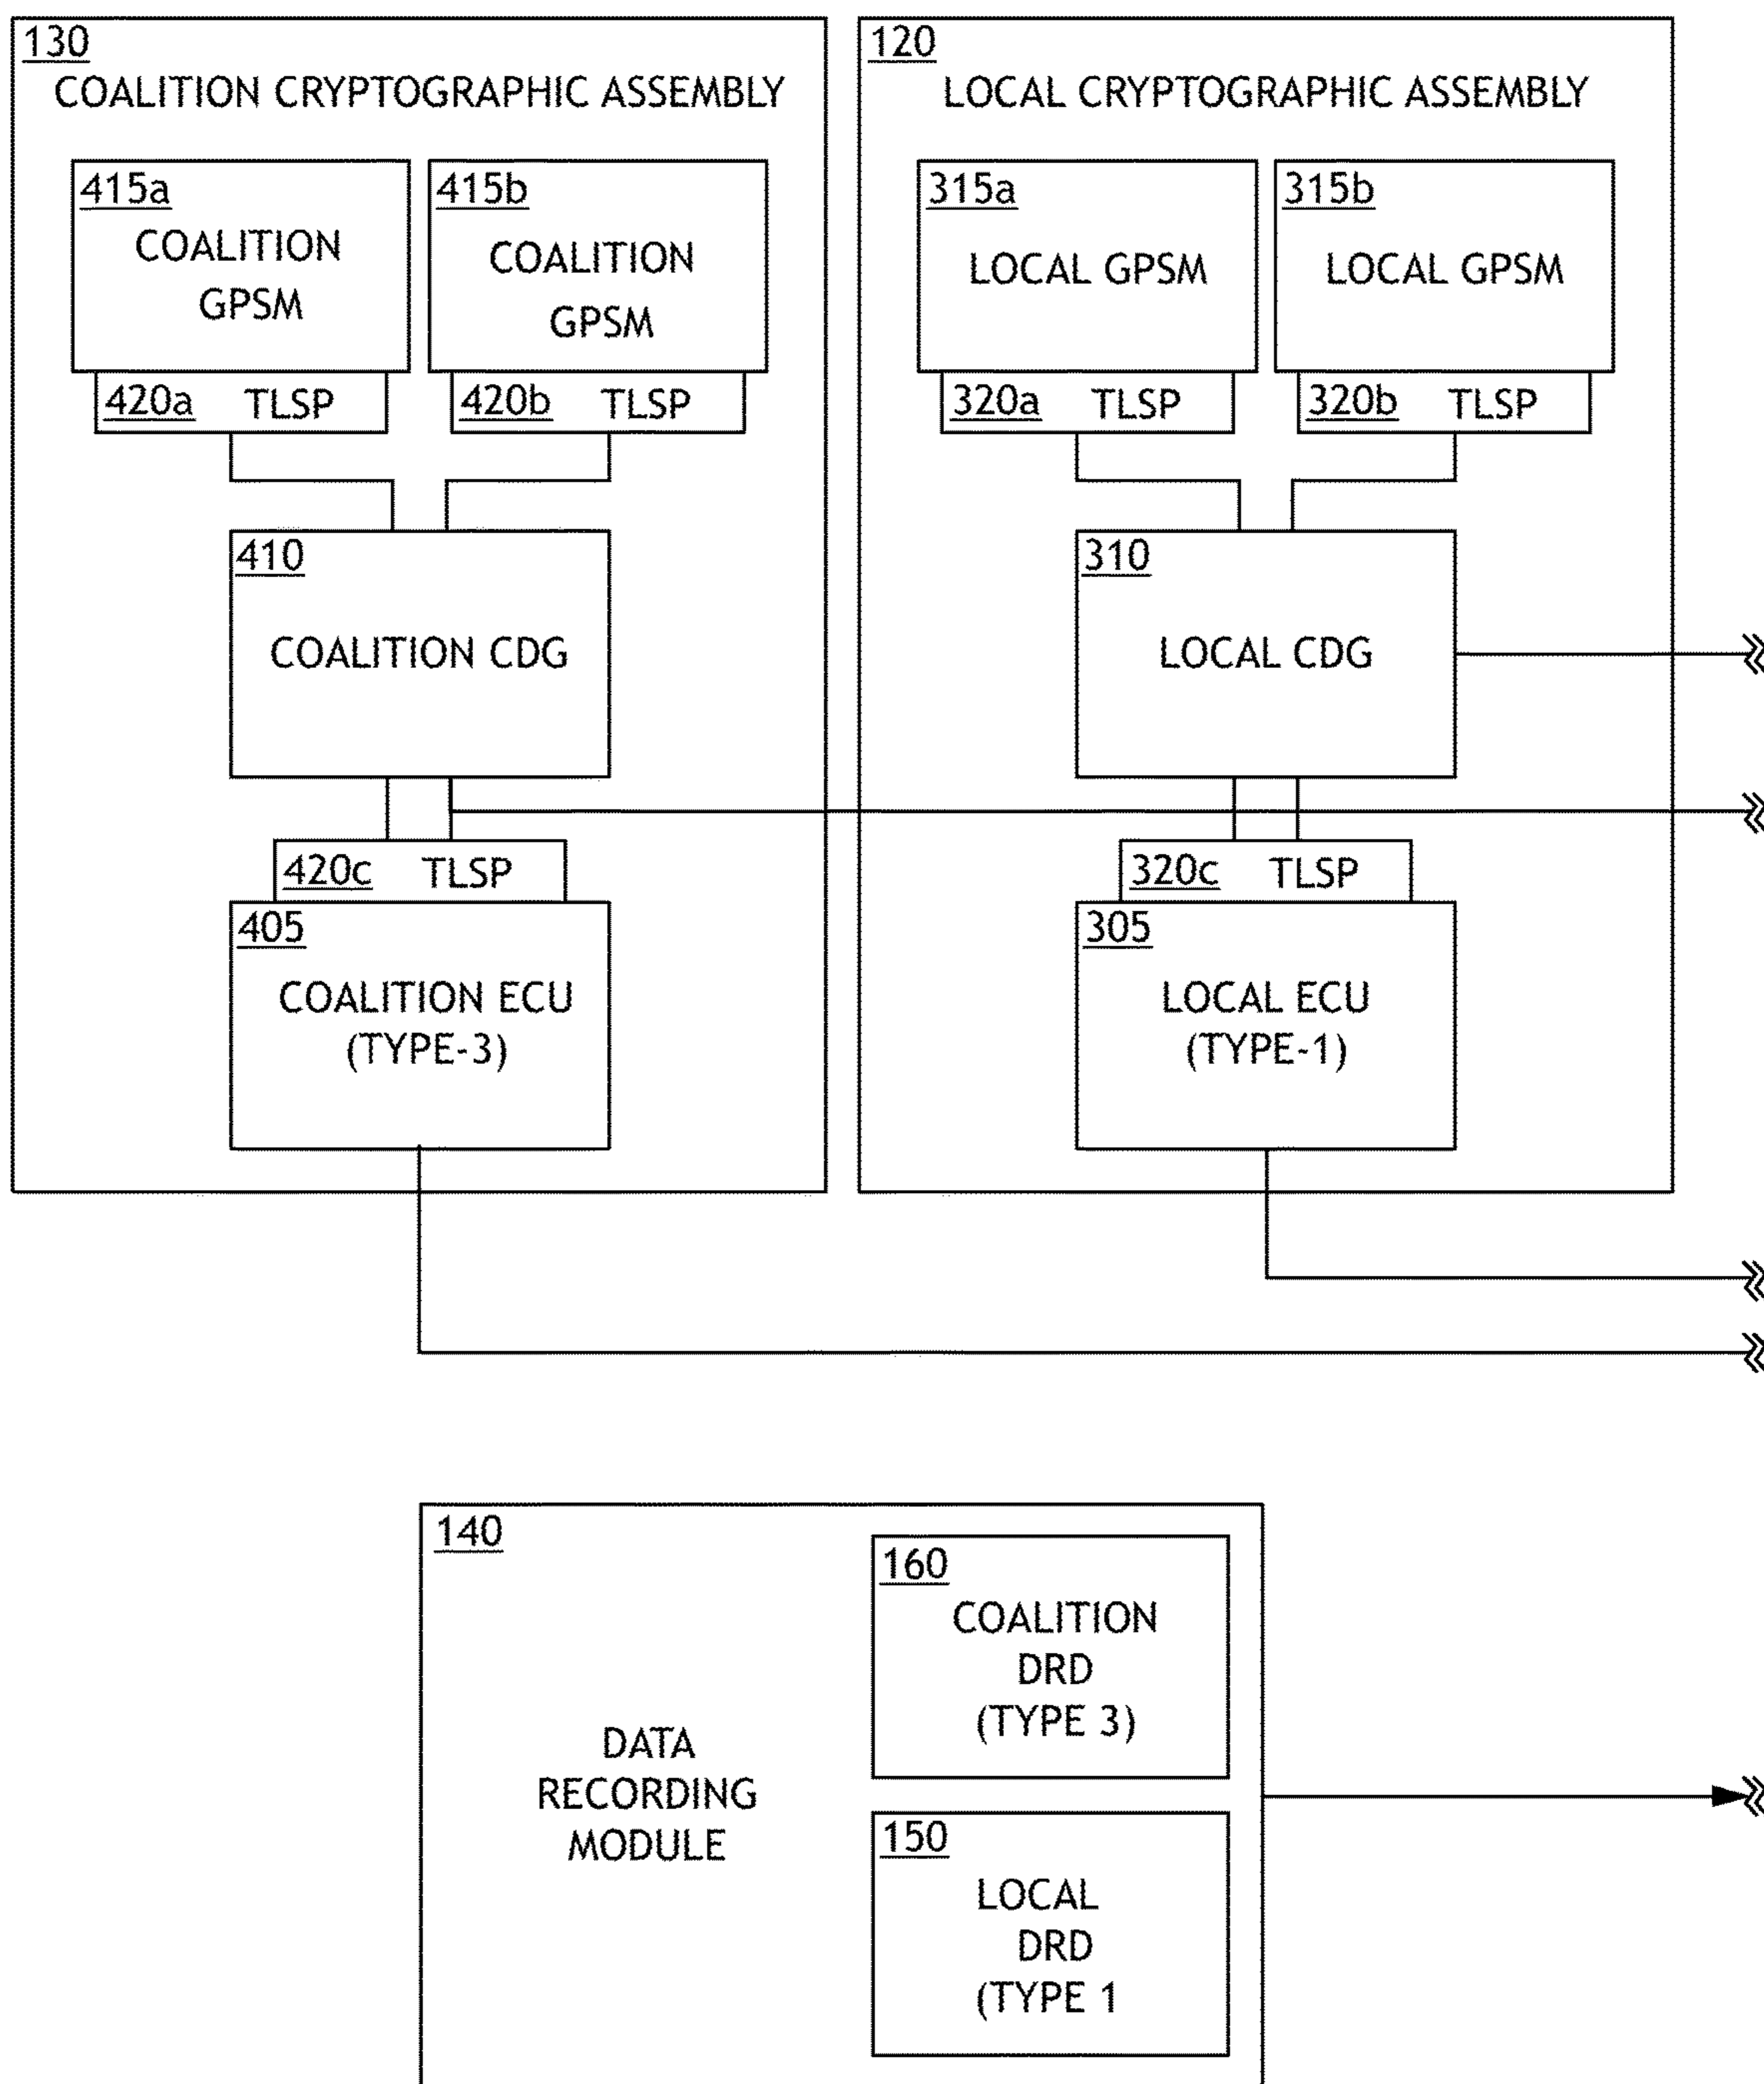 130
COALITION CRYPTOGRAPHIC ASSEMBLY
415a
COALITION
GPSM
415b
COALITION
GPSM
420a TLSP
420b TLSP
410
COALITION CDG
420c TLSP
405
COALITION ECU
(TYPE-3)
120
LOCAL CRYPTOGRAPHIC ASSEMBLY
315a
LOCAL GPSM
315b
LOCAL GPSM
320a TLSP
320b TLSP
310
LOCAL CDG
320c TLSP
305
LOCAL ECU
(TYPE-1)
140
DATA
RECORDING
MODULE
160
COALITION
DRD
(TYPE 3)
150
LOCAL
DRD
(TYPE 1